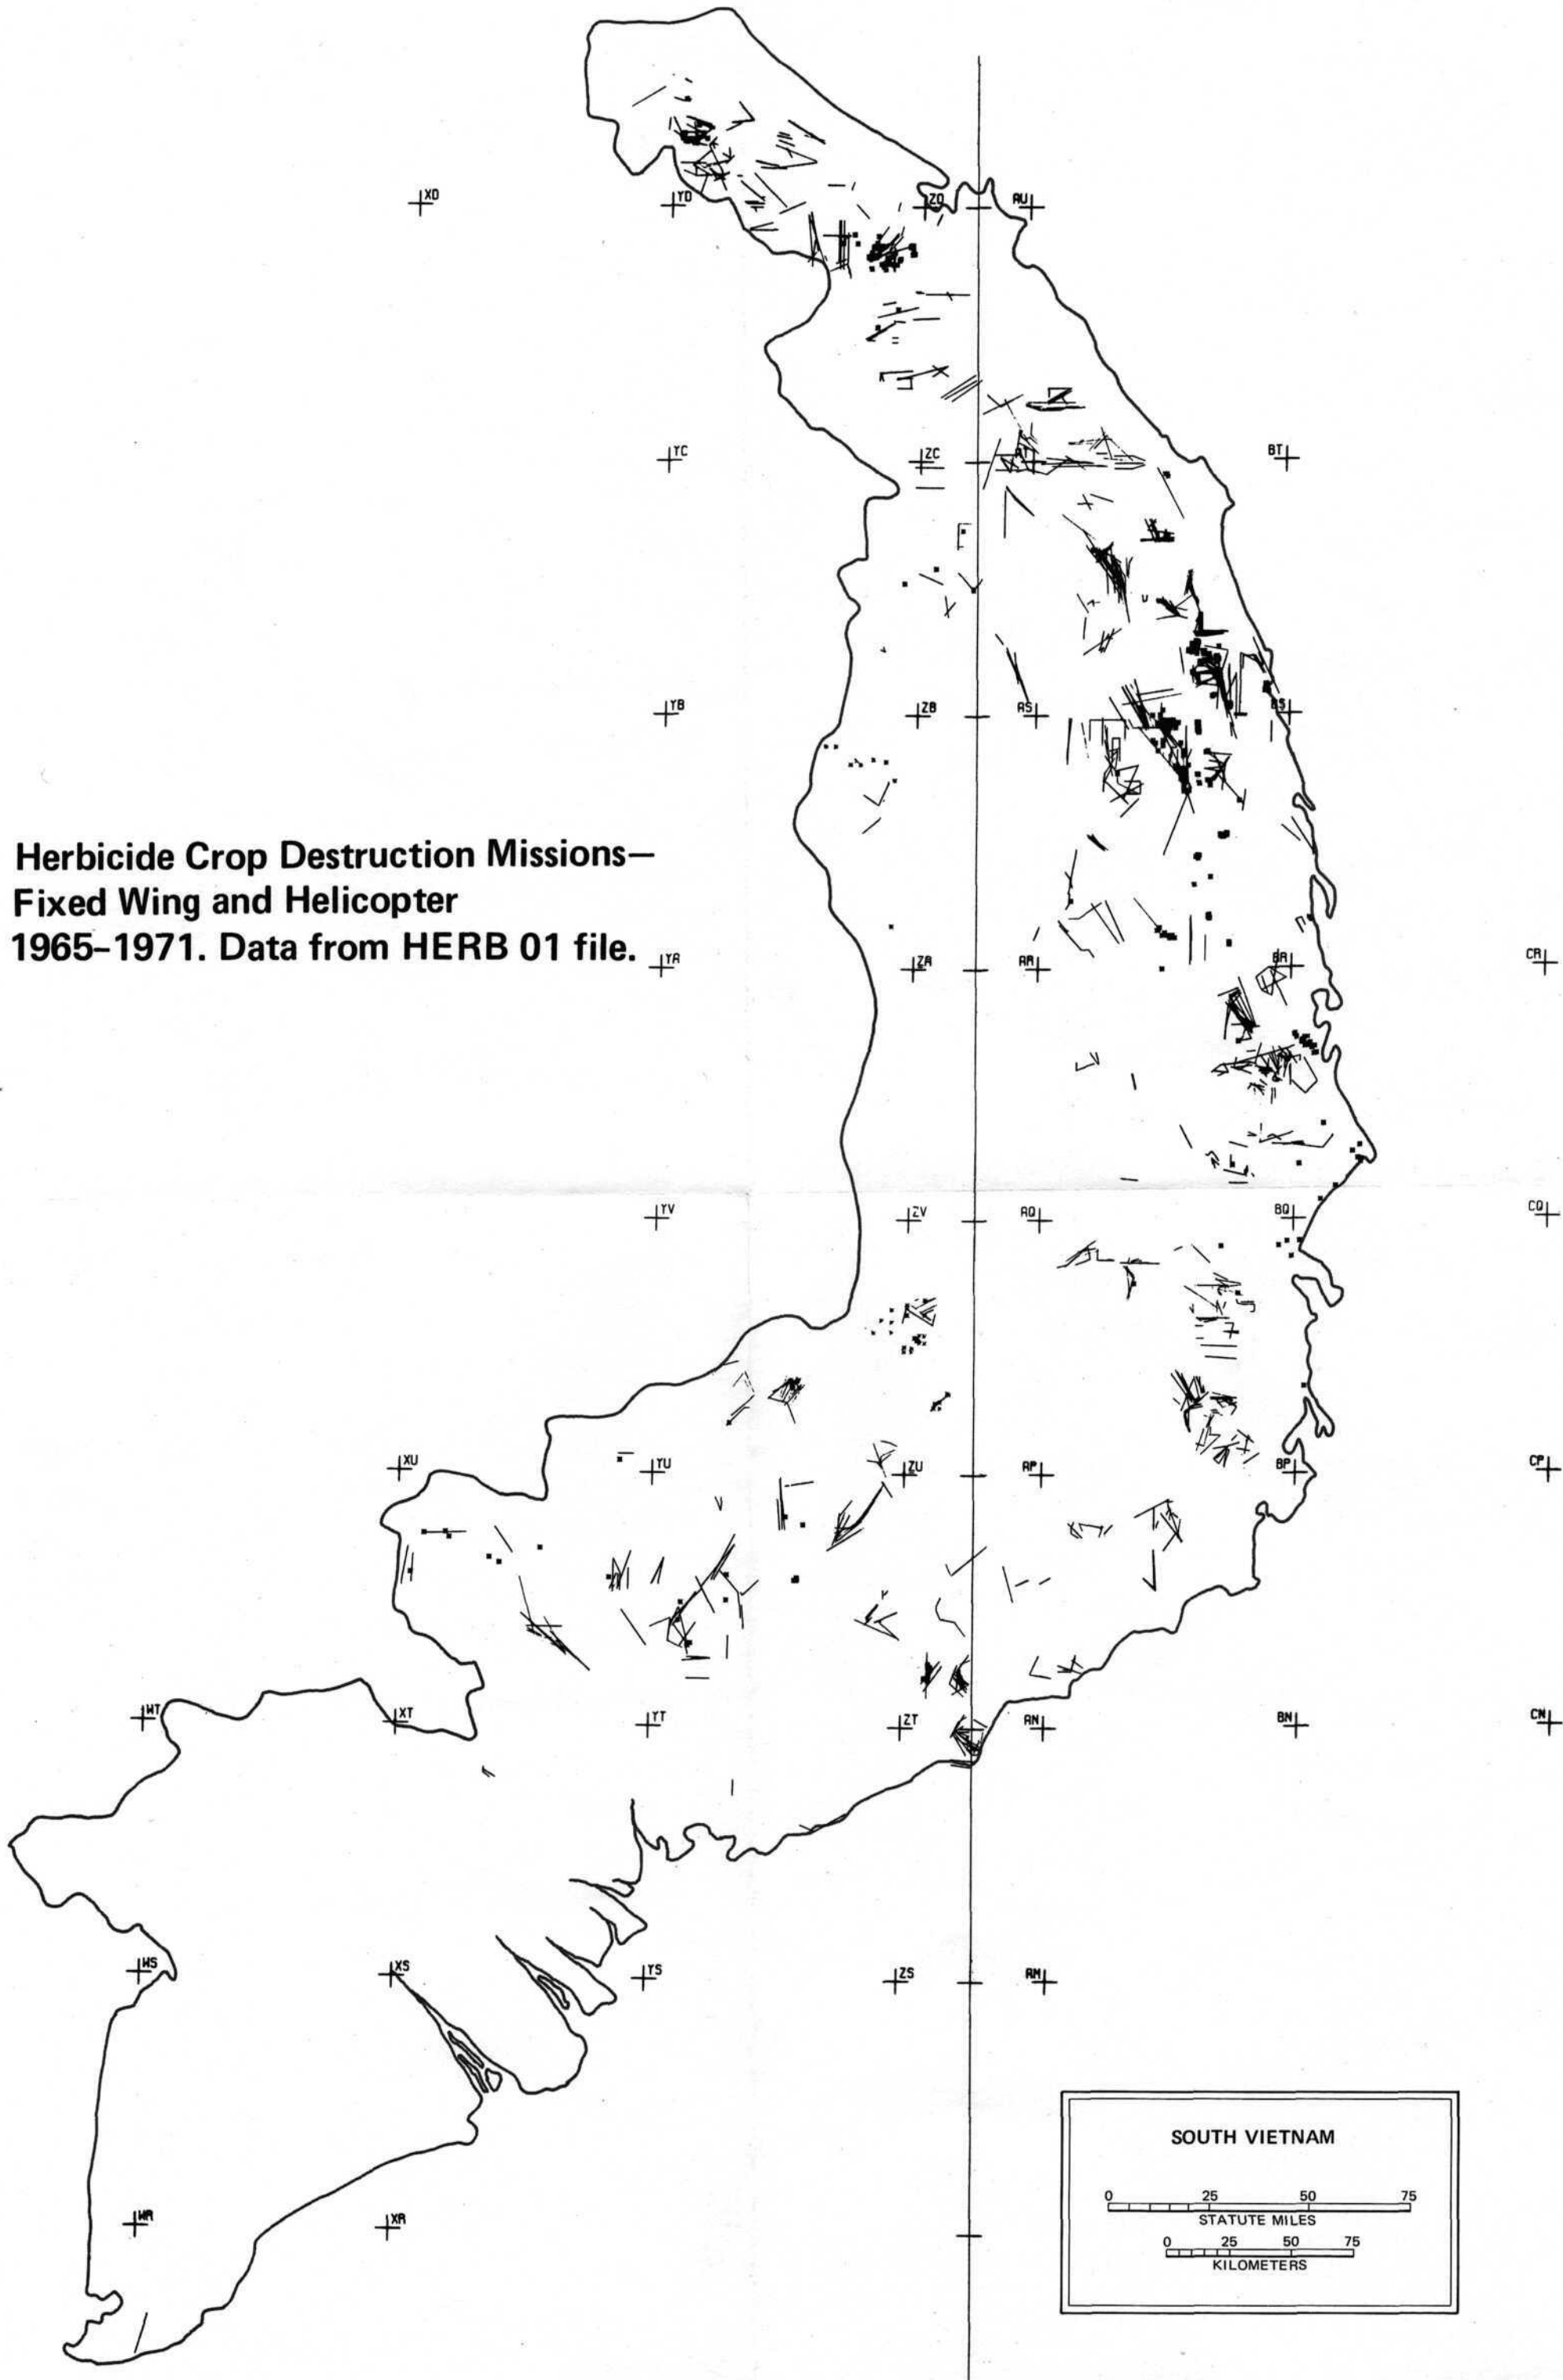 XD
YD
ZD
AU
YC
ZC
AT
BT
YB
ZB
AS
BS
Herbicide Crop Destruction Missions—
Fixed Wing and Helicopter
1965-1971. Data from HERB 01 file.
YA
ZA
AR
BR
CR
YV
ZV
AQ
BQ
CQ
XU
YU
ZU
AP
BP
CP
WT
XT
YT
ZT
AN
BN
CN
WS
XS
YS
ZS
AM
WR
XR
SOUTH VIETNAM
0 25 50 75
STATUTE MILES
0 25 50 75
KILOMETERS